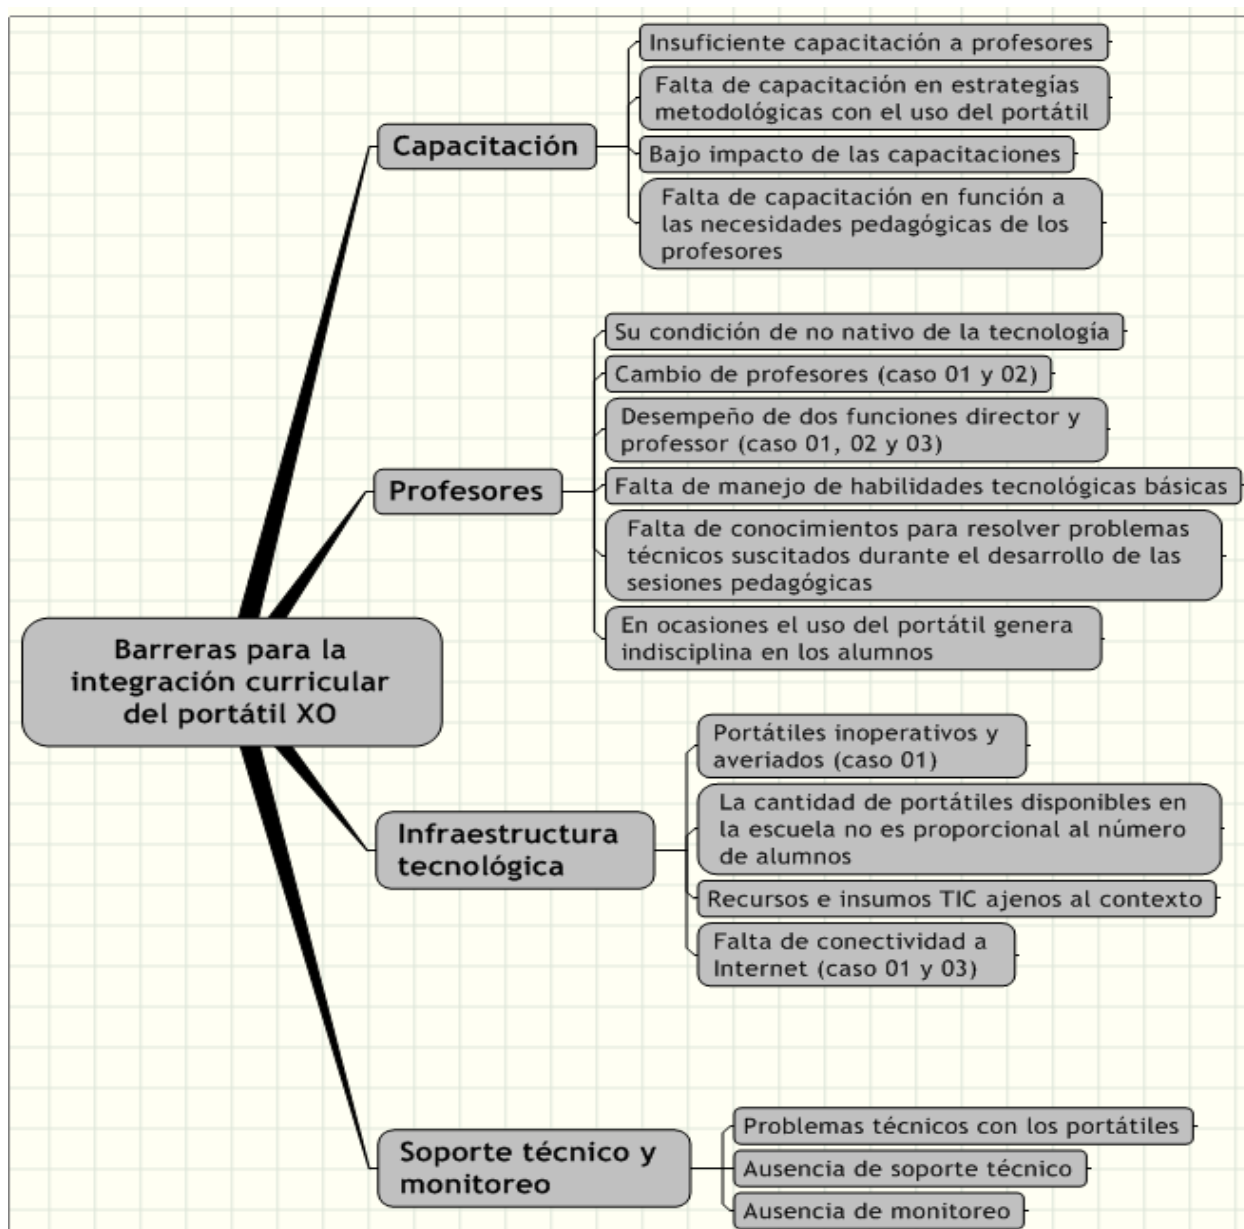 Barreras para la
integración curricular
del portátil XO
Capacitación
Insuficiente capacitación a profesores
Falta de capacitación en estrategías
metodológicas con el uso del portátil
Bajo impacto de las capacitaciones
Falta de capacitación en función a
las necesidades pedagógicas de los
profesores
Profesores
Su condición de no nativo de la tecnología
Cambio de profesores (caso 01 y 02)
Desempeño de dos funciones director y
professor (caso 01, 02 y 03)
Falta de manejo de habilidades tecnológicas básicas
Falta de conocimientos para resolver problemas
técnicos suscitados durante el desarrollo de las
sesiones pedagógicas
En ocasiones el uso del portátil genera
indisciplina en los alumnos
Infraestructura
tecnológica
Portátiles inoperativos y
averiados (caso 01)
La cantidad de portátiles disponibles en
la escuela no es proporcional al número
de alumnos
Recursos e insumos TIC ajenos al contexto
Falta de conectividad a
Internet (caso 01 y 03)
Soporte técnico y
monitoreo
Problemas técnicos con los portátiles
Ausencia de soporte técnico
Ausencia de monitoreo